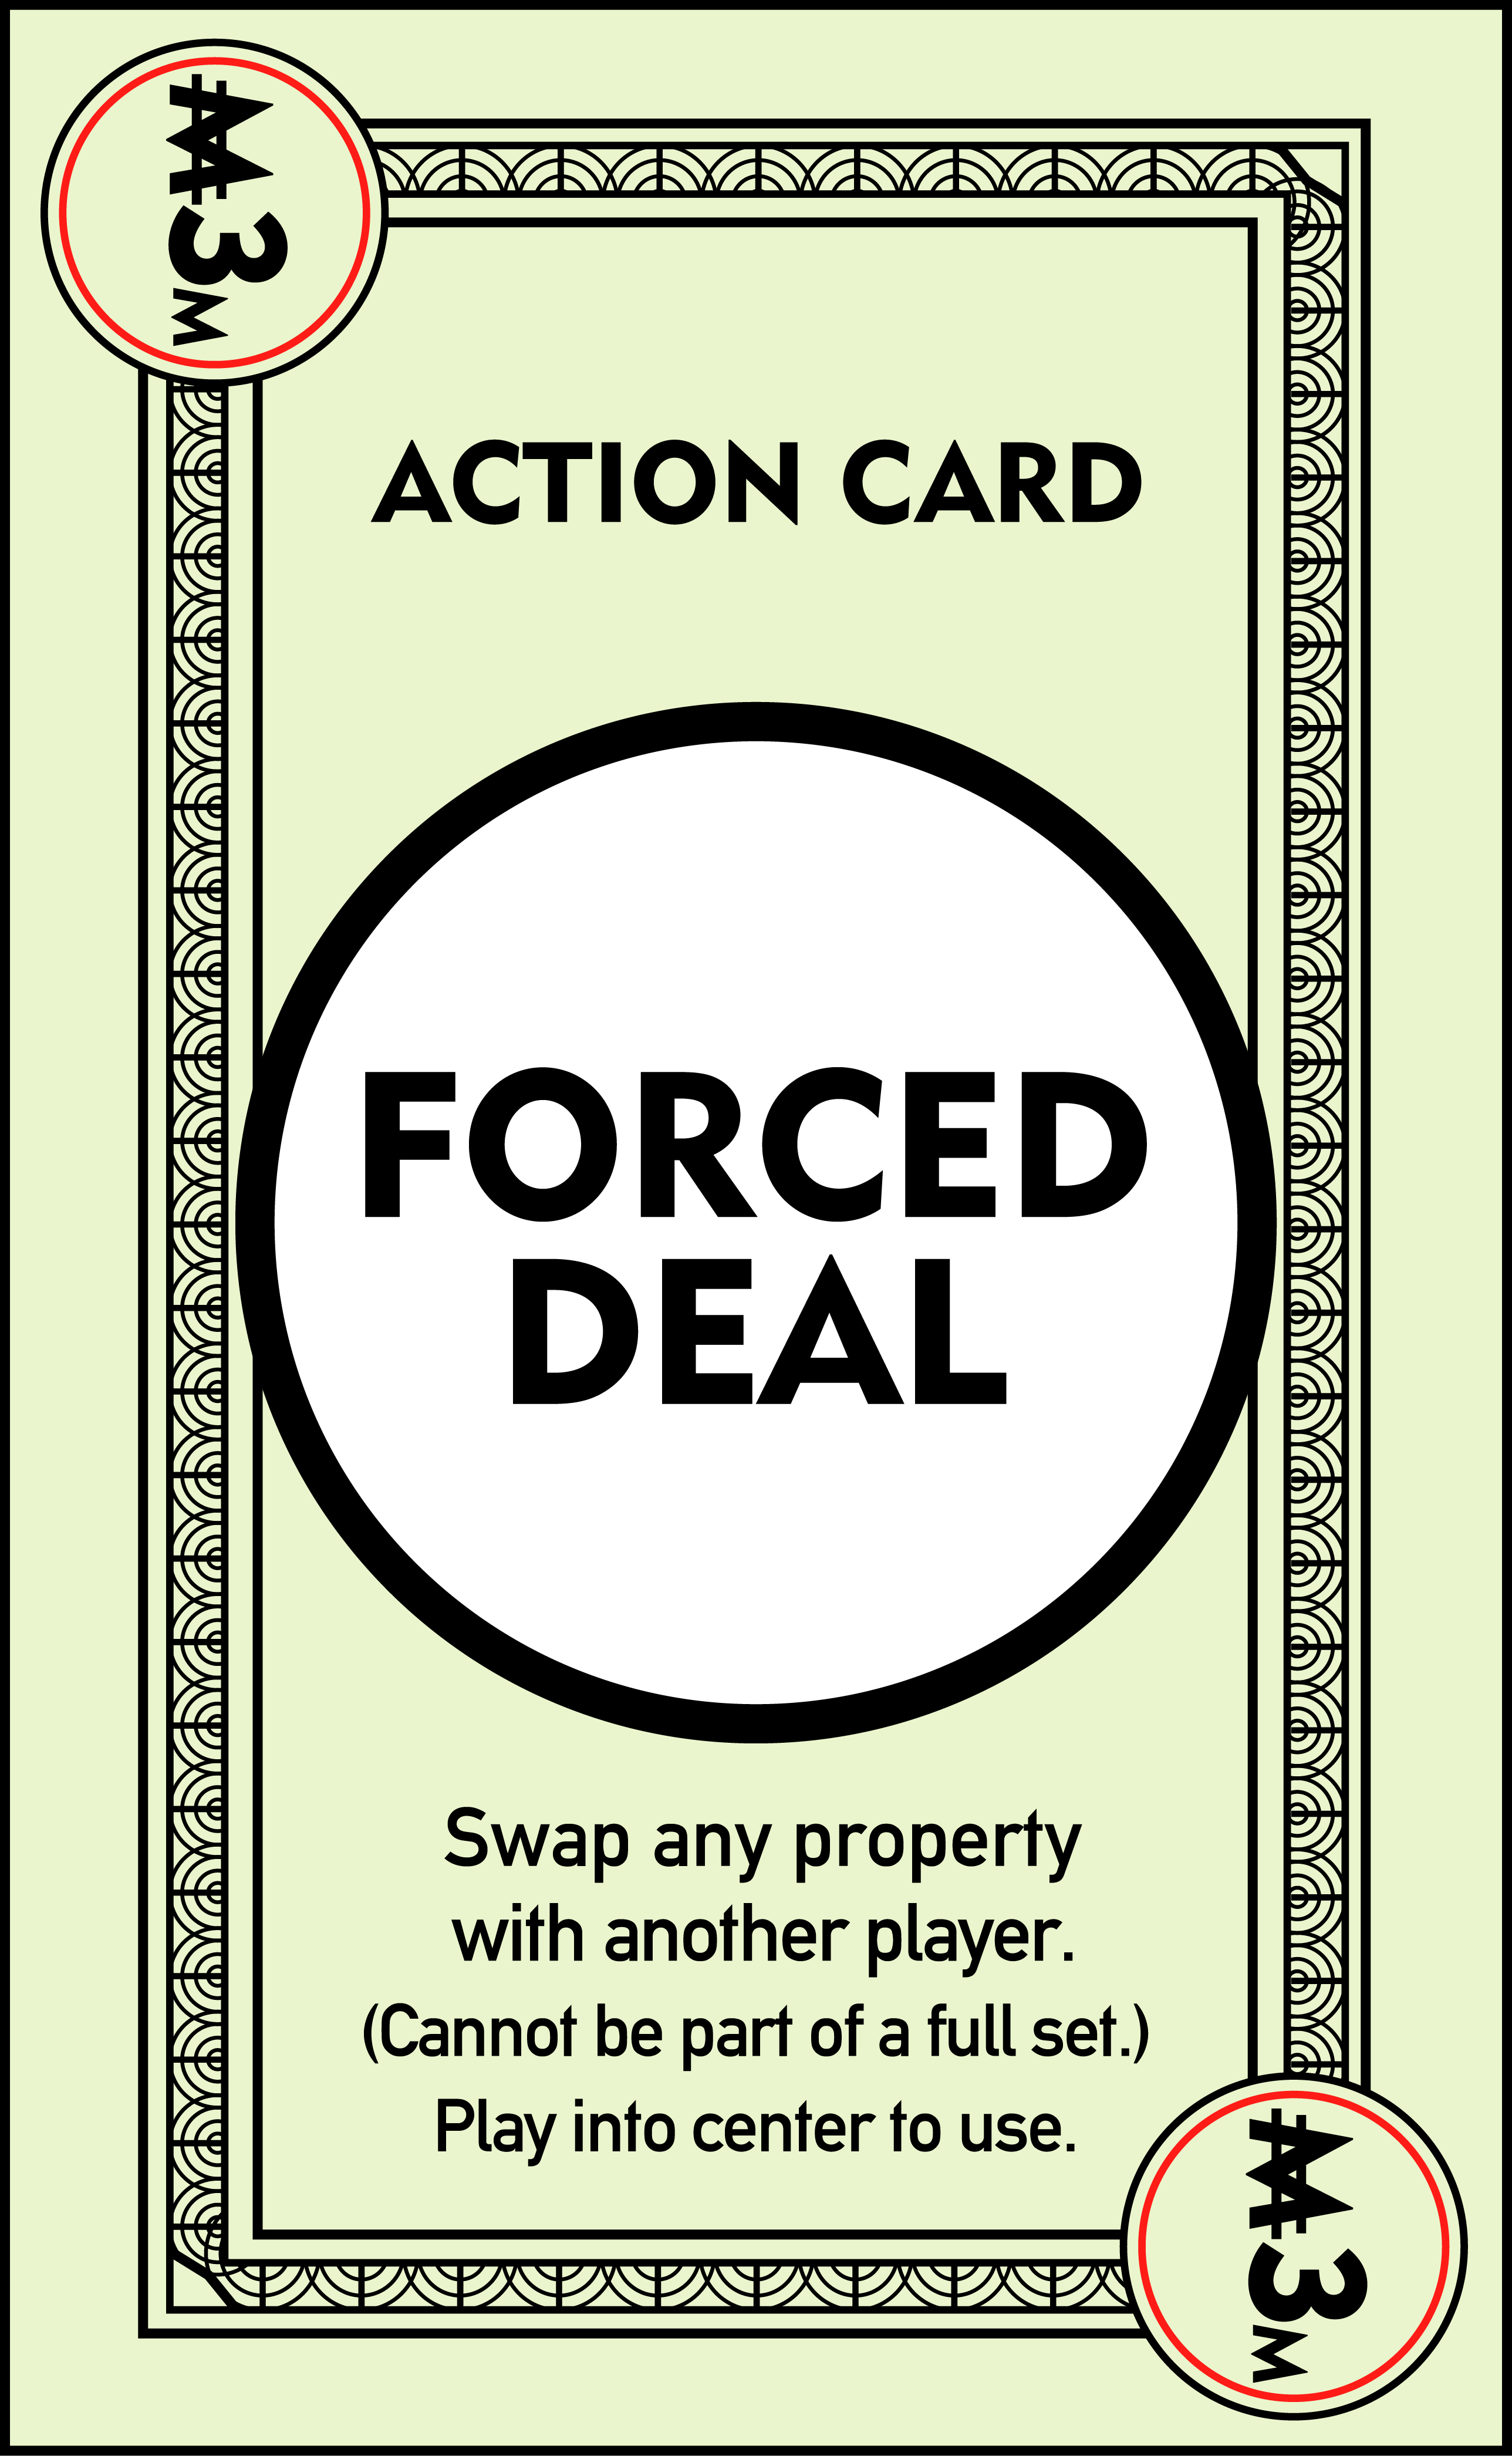 ₩3M
ACTION CARD
FORCED
DEAL
Swap any property
with another player.
(Cannot be part of a full set.)
Play into center to use.
₩3M